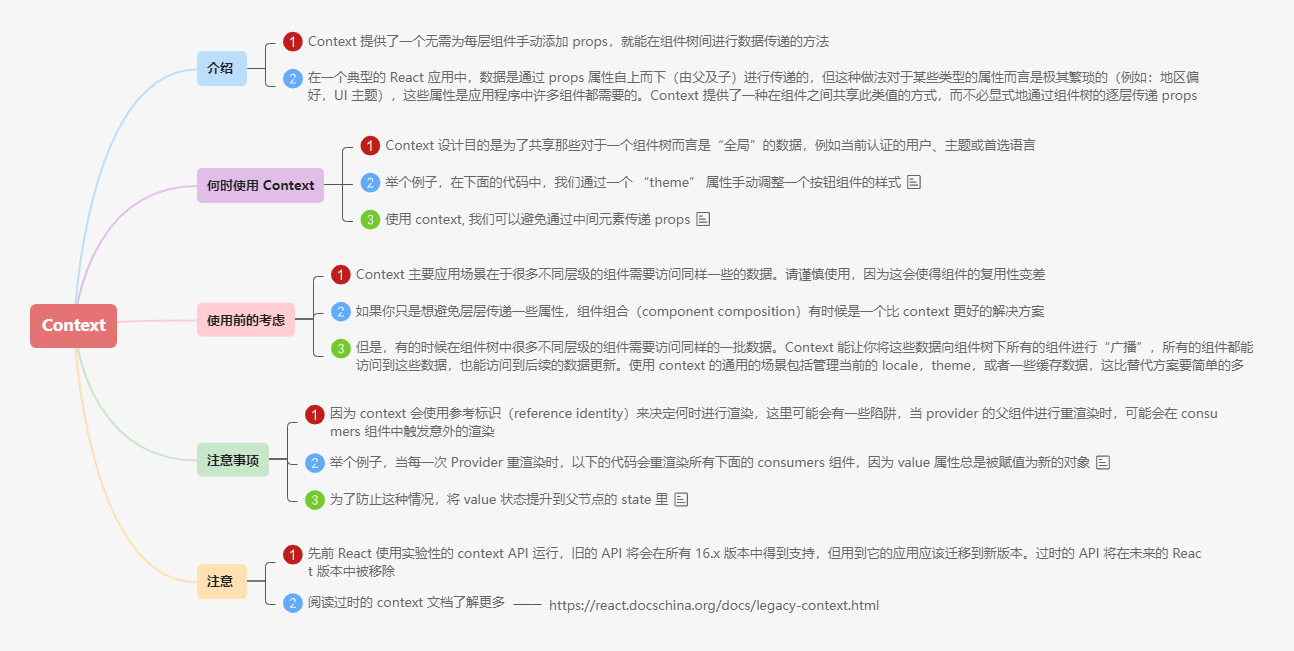 Context
介绍
1 Context 提供了一个无需为每层组件手动添加 props，就能在组件树间进行数据传递的方法
2 在一个典型的 React 应用中，数据是通过 props 属性自上而下（由父及子）进行传递的，但这种做法对于某些类型的属性而言是极其繁琐的（例如：地区偏
好，UI 主题），这些属性是应用程序中许多组件都需要的。Context 提供了一种在组件之间共享此类值的方式，而不必显式地通过组件树的逐层传递 props
何时使用 Context
1 Context 设计目的是为了共享那些对于一个组件树而言是“全局”的数据，例如当前认证的用户、主题或首选语言
2 举个例子，在下面的代码中，我们通过一个 “theme” 属性手动调整一个按钮组件的样式
3 使用 context, 我们可以避免通过中间元素传递 props
使用前的考虑
1 Context 主要应用场景在于很多不同层级的组件需要访问同样一些的数据。请谨慎使用，因为这会使得组件的复用性变差
2 如果你只是想避免层层传递一些属性，组件组合（component composition）有时候是一个比 context 更好的解决方案
3 但是，有的时候在组件树中很多不同层级的组件需要访问同样的一批数据。Context 能让你将这些数据向组件树下所有的组件进行“广播”，所有的组件都能
访问到这些数据，也能访问到后续的数据更新。使用 context 的通用的场景包括管理当前的 locale，theme，或者一些缓存数据，这比替代方案要简单的多
注意事项
1 因为 context 会使用参考标识（reference identity）来决定何时进行渲染，这里可能会有一些陷阱，当 provider 的父组件进行重渲染时，可能会在 consu
mers 组件中触发意外的渲染
2 举个例子，当每一次 Provider 重渲染时，以下的代码会重渲染所有下面的 consumers 组件，因为 value 属性总是被赋值为新的对象
3 为了防止这种情况，将 value 状态提升到父节点的 state 里
注意
1 先前 React 使用实验性的 context API 运行，旧的 API 将会在所有 16.x 版本中得到支持，但用到它的应用应该迁移到新版本。过时的 API 将在未来的 Reac
t 版本中被移除
2 阅读过时的 context 文档了解更多 https://react.docschina.org/docs/legacy-context.html